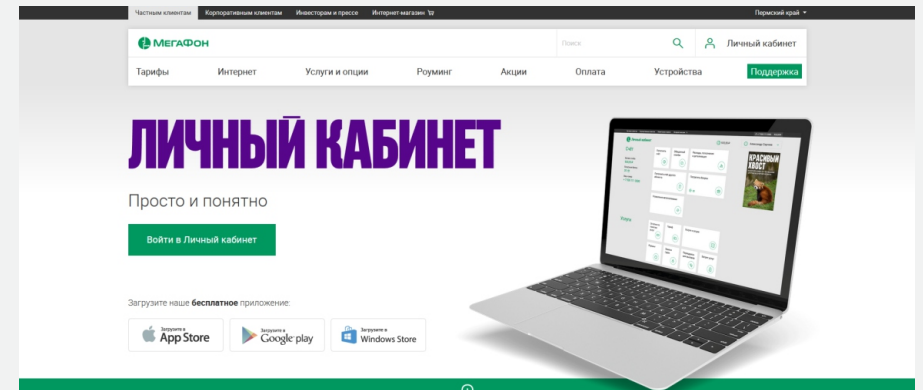 Частным клиентам Корпоративным клиентам Инвесторам и прессе Интернет-магазин Пермский край
МЕГАФОН Поиск Личный кабинет
Тарифы Интернет Услуги и опции Роуминг Акции Оплата Устройства Поддержка
ЛИЧНЫЙ КАБИНЕТ
Просто и понятно
Войти в Личный кабинет
Загрузите наше бесплатное приложение:
Загрузите в App Store Загрузите в Google play Загрузите в Windows Store
Личный кабинет
КРАСИВЫЙ
ХВОСТ